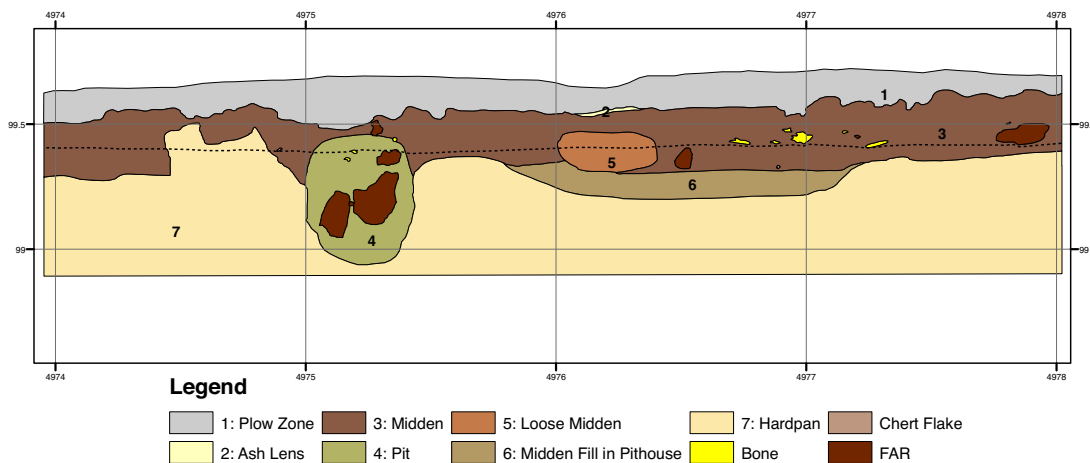 4974 4975 4976 4977 4978
1
2
99.5 99.
3
5
6
7
4
99 99
4974 4975 4976 4977 4978
Legend
1: Plow Zone 3: Midden 5: Loose Midden 7: Hardpan Chert Flake
2: Ash Lens 4: Pit 6: Midden Fill in Pithouse Bone FAR